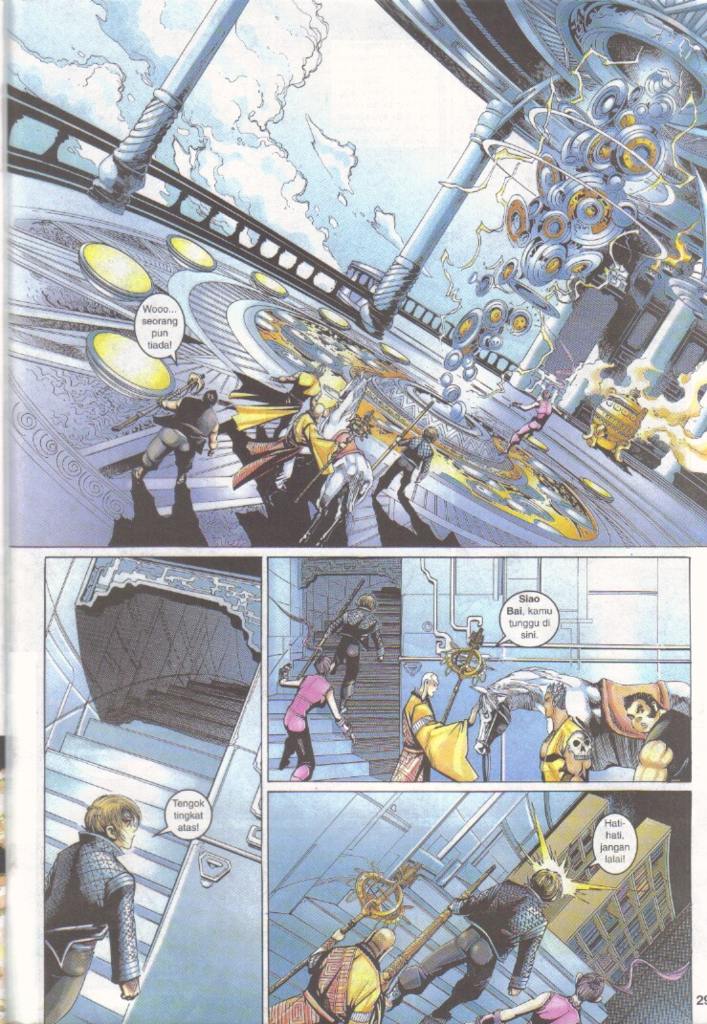 Wooo...
seorang
pun
tiada!
Tengok
tingkat
atas!
Siao
Bai, kamu
tunggu di
sini.
Hati-
hati,
jangan
lalai!
29